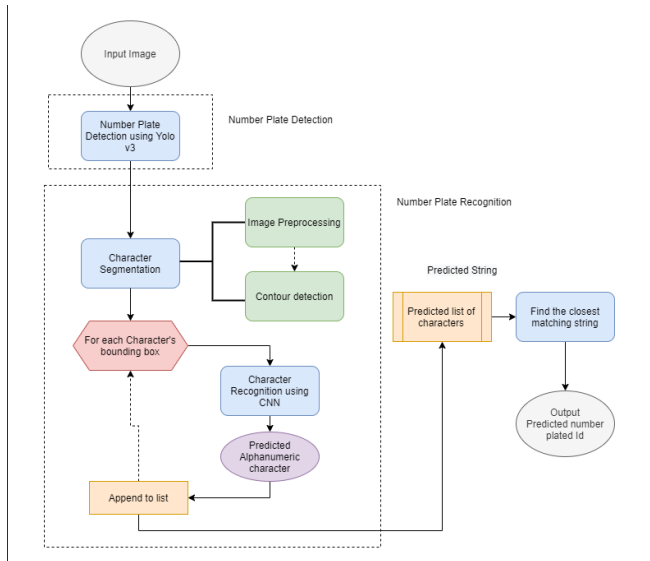 Input Image
Number Plate
Detection using Yolo
v3
Number Plate Detection
Number Plate Recognition
Image Preprocessing
Character
Segmentation
Contour detection
Predicted String
Predicted list of
characters
Find the closest
matching string
For each Character's
bounding box
Character
Recognition using
CNN
Output
Predicted number
plated Id
Predicted
Alphanumeric
character
Append to list